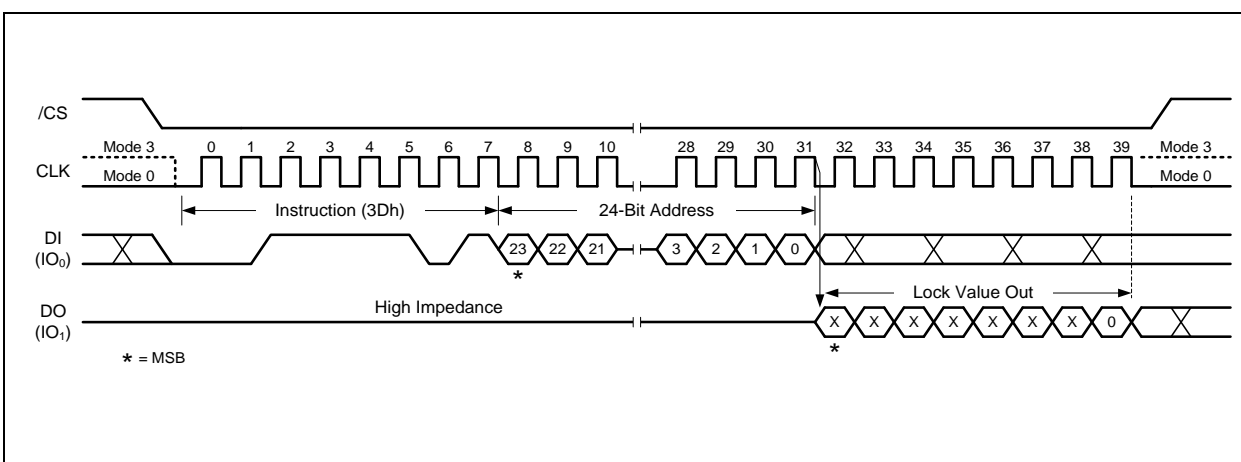 /CS
Mode 3 0 1 2 3 4 5 6 7 8 9 10 28 29 30 31 32 33 34 35 36 37 38 39 Mode 3
CLK
Mode 0 Mode 0
Instruction (3Dh) 24-Bit Address
DI
(IO₀)
23 22 21 3 2 1 0
*
Lock Value Out
High Impedance
DO
(IO₁)
X X X X X X X 0
*
* = MSB